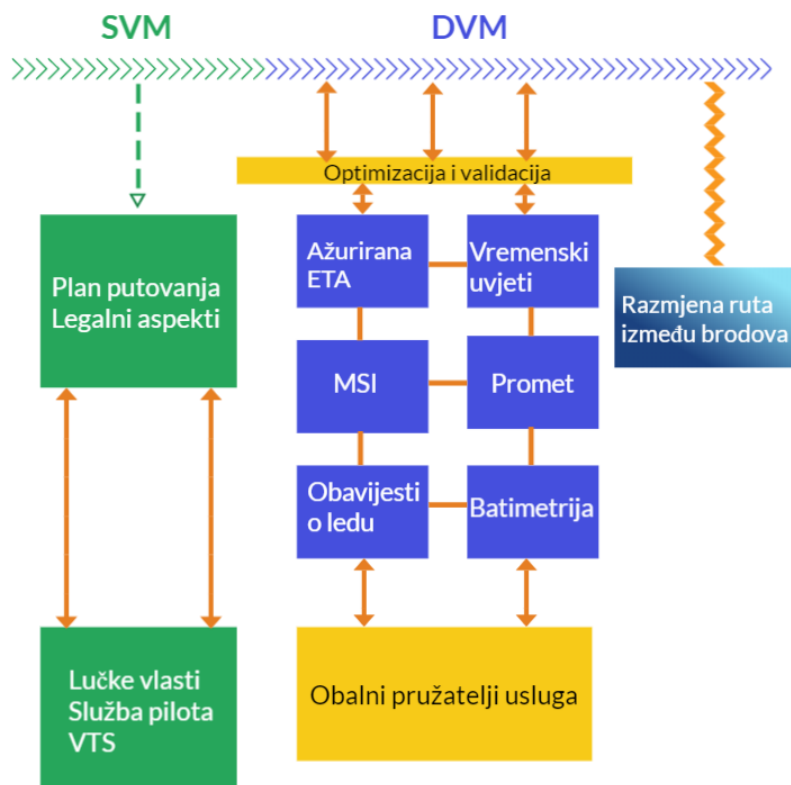 SVM
DVM
Optimizacija i validacija
Plan putovanja
Legalni aspekti
Ažurirana
ETA
Vremenski
uvjeti
Razmjena ruta
između brodova
MSI
Promet
Obavijesti
o ledu
Batimetrija
Lučke vlasti
Služba pilota
VTS
Obalni pružatelji usluga